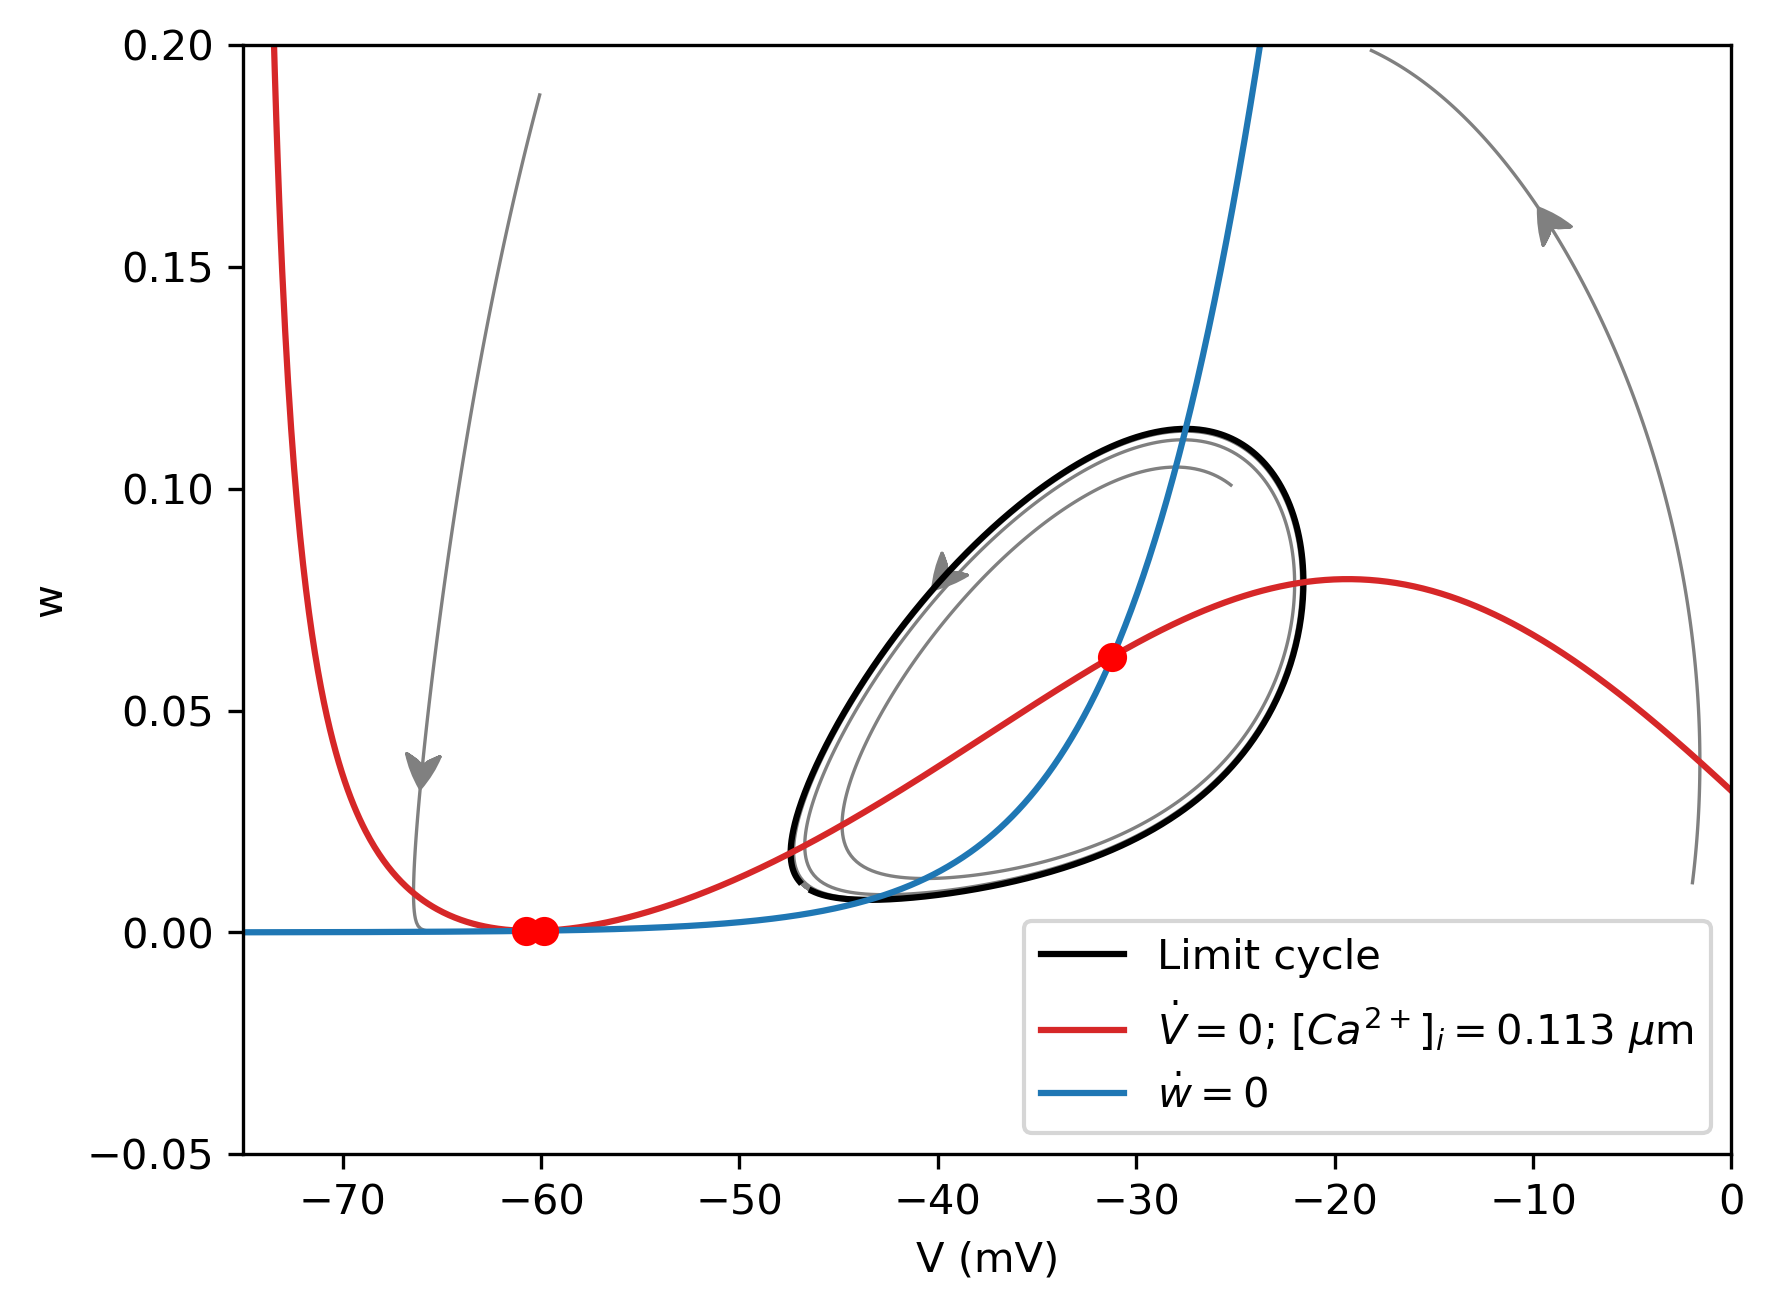 0.20
0.15
0.10
0.05
0.00
−0.05
w
Limit cycle
V̇ = 0; [Ca²⁺]ᵢ = 0.113 μm
ẇ = 0
−70 −60 −50 −40 −30 −20 −10 0
V (mV)